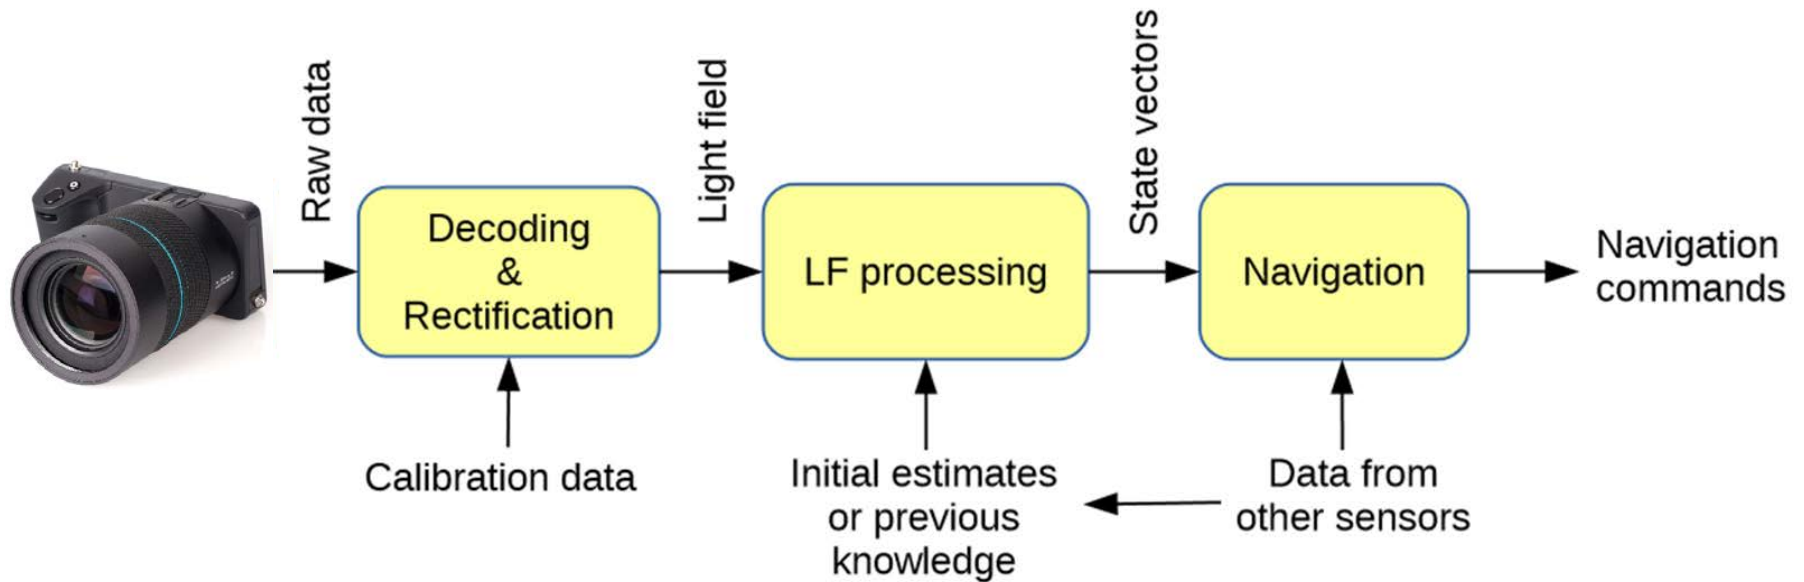 Raw data
Light field
State vectors
Decoding
&
Rectification
LF processing
Navigation
Navigation
commands
Calibration data
Initial estimates
or previous
knowledge
Data from
other sensors